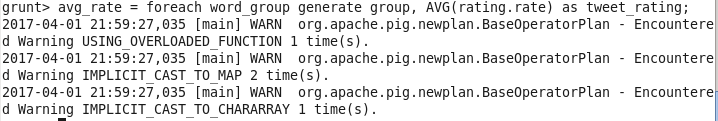 grunt> avg_rate = foreach word_group generate group, AVG(rating.rate) as tweet_rating;
2017-04-01 21:59:27,035 [main] WARN  org.apache.pig.newplan.BaseOperatorPlan - Encountere
d Warning USING_OVERLOADED_FUNCTION 1 time(s).
2017-04-01 21:59:27,035 [main] WARN  org.apache.pig.newplan.BaseOperatorPlan - Encountere
d Warning IMPLICIT_CAST_TO_MAP 2 time(s).
2017-04-01 21:59:27,035 [main] WARN  org.apache.pig.newplan.BaseOperatorPlan - Encountere
d Warning IMPLICIT_CAST_TO_CHARARRAY 1 time(s).